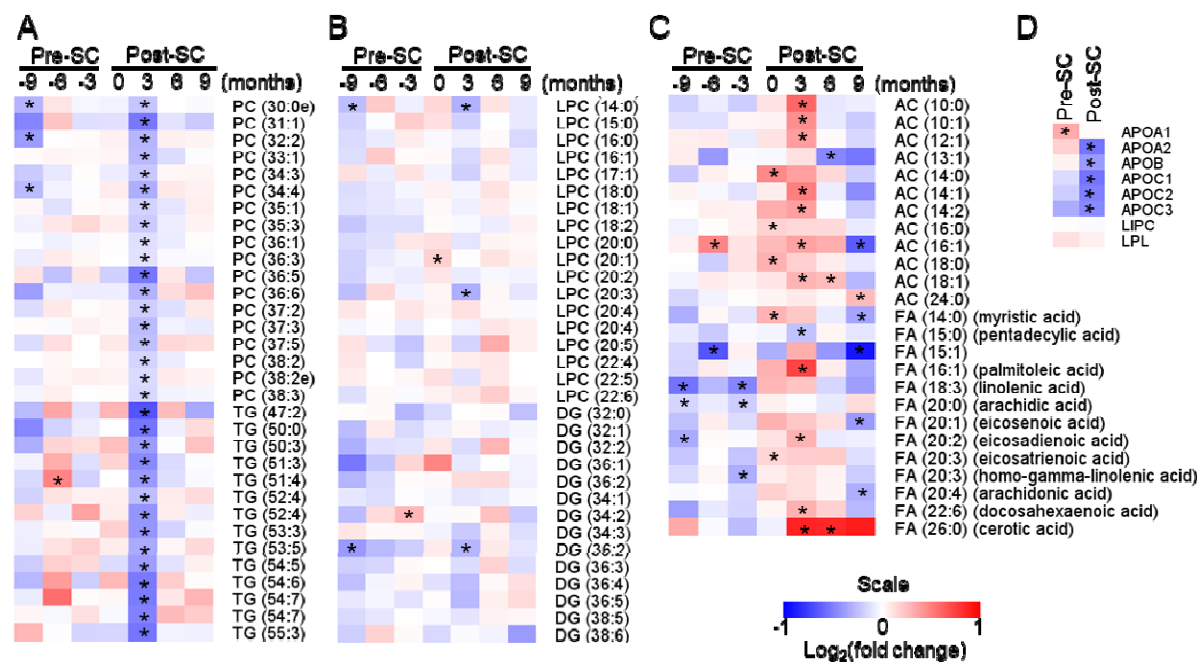 A
B
C
D
Pre-SC Post-SC
-9 -6 -3 0 3 6 9 (months)
PC (30:0e)
PC (31:1)
PC (32:2)
PC (33:1)
PC (34:3)
PC (34:4)
PC (35:1)
PC (35:3)
PC (36:1)
PC (36:3)
PC (36:5)
PC (36:6)
PC (37:2)
PC (37:3)
PC (37:5)
PC (38:2)
PC (38:2e)
PC (38:3)
TG (47:2)
TG (50:0)
TG (50:3)
TG (51:3)
TG (51:4)
TG (52:4)
TG (52:4)
TG (53:3)
TG (53:5)
TG (54:5)
TG (54:6)
TG (54:7)
TG (54:7)
TG (55:3)
Pre-SC Post-SC
-9 -6 -3 0 3 6 9 (months)
LPC (14:0)
LPC (15:0)
LPC (16:0)
LPC (16:1)
LPC (17:1)
LPC (18:0)
LPC (18:1)
LPC (18:2)
LPC (20:0)
LPC (20:1)
LPC (20:2)
LPC (20:3)
LPC (20:4)
LPC (20:4)
LPC (20:5)
LPC (22:4)
LPC (22:5)
LPC (22:6)
DG (32:0)
DG (32:1)
DG (32:2)
DG (36:1)
DG (36:2)
DG (34:1)
DG (34:2)
DG (34:3)
DG (36:2)
DG (36:3)
DG (36:4)
DG (36:5)
DG (38:5)
DG (38:6)
Pre-SC Post-SC
-9 -6 -3 0 3 6 9 (months)
AC (10:0)
AC (10:1)
AC (12:1)
AC (13:1)
AC (14:0)
AC (14:1)
AC (14:2)
AC (16:0)
AC (16:1)
AC (18:0)
AC (18:1)
AC (24:0)
FA (14:0) (myristic acid)
FA (15:0) (pentadecylic acid)
FA (15:1)
FA (16:1) (palmitoleic acid)
FA (18:3) (linolenic acid)
FA (20:0) (arachidic acid)
FA (20:1) (eicosenoic acid)
FA (20:2) (eicosadienoic acid)
FA (20:3) (eicosatrienoic acid)
FA (20:3) (homo-gamma-linolenic acid)
FA (20:4) (arachidonic acid)
FA (22:6) (docosahexaenoic acid)
FA (26:0) (cerotic acid)
Pre-SC
Post-SC
APOA1
APOA2
APOB
APOC1
APOC2
APOC3
LIPC
LPL
Scale
-1 0 1
Log2(fold change)